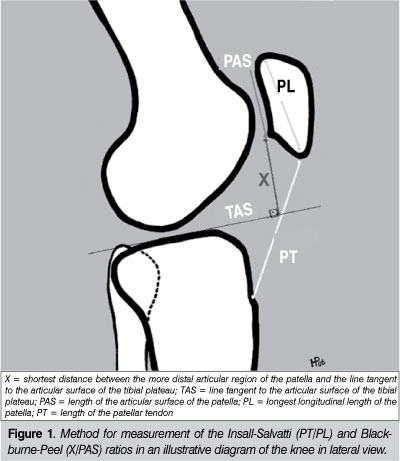 PAS
PL
X
TAS
PT
X = shortest distance between the more distal articular region of the patella and the line tangent
to the articular surface of the tibial plateau; TAS = line tangent to the articular surface of the tibial
plateau; PAS = length of the articular surface of the patella; PL = longest longitudinal length of the
patella; PT = length of the patellar tendon
Figure 1. Method for measurement of the Insall-Salvatti (PT/PL) and Black-
burne-Peel (X/PAS) ratios in an illustrative diagram of the knee in lateral view.